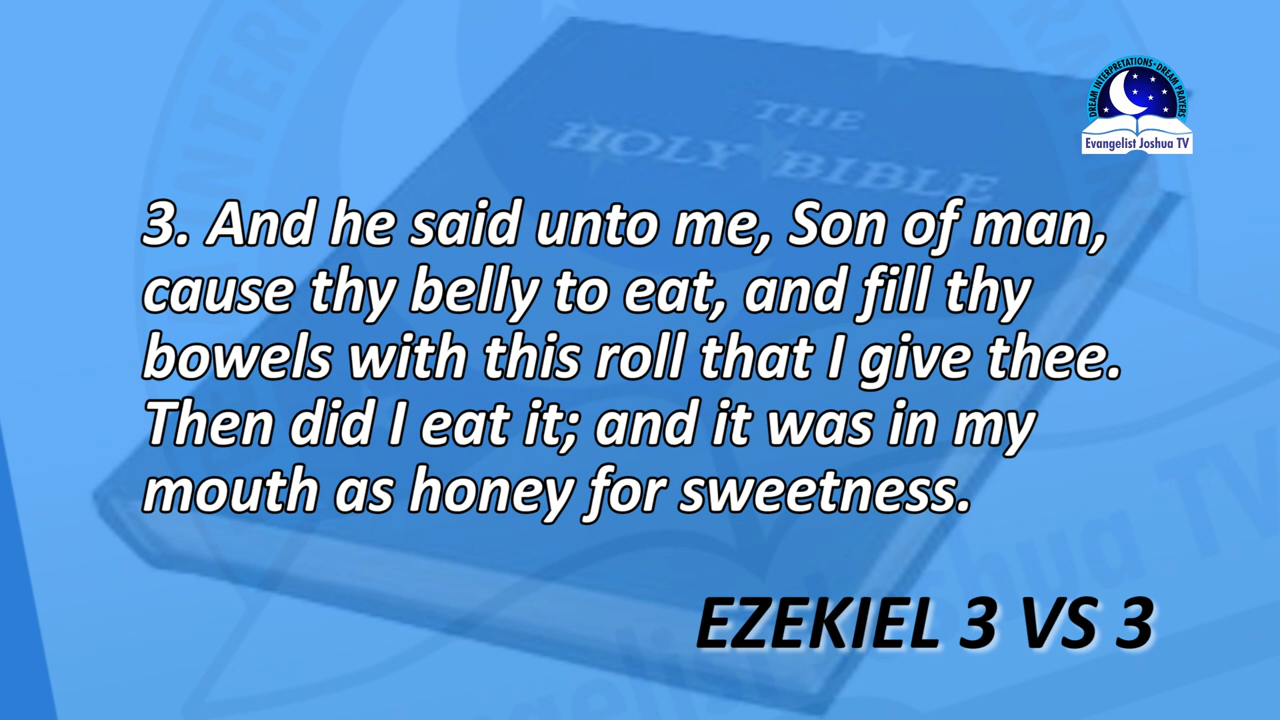 DREAM INTERPRETATIONS • DREAM PRAYERS
Evangelist Joshua TV
THE
HOLY BIBLE
3. And he said unto me, Son of man,
cause thy belly to eat, and fill thy
bowels with this roll that I give thee.
Then did I eat it; and it was in my
mouth as honey for sweetness.
EZEKIEL 3 VS 3